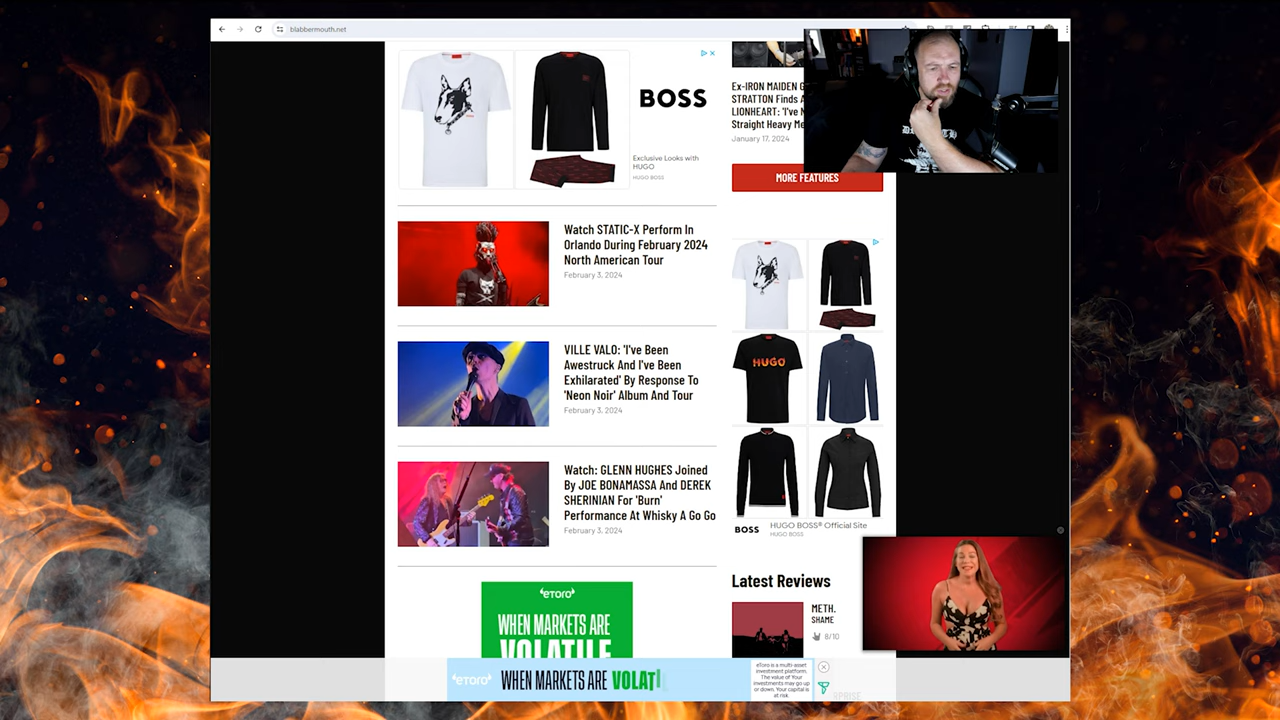 blabbermouth.net
BOSS
Exclusive Looks with
HUGO
HUGO BOSS
Watch STATIC-X Perform In
Orlando During February 2024
North American Tour
February 3, 2024
VILLE VALO: 'I've Been
Awestruck And I've Been
Exhilarated' By Response To
'Neon Noir' Album And Tour
February 3, 2024
Watch: GLENN HUGHES Joined
By JOE BONAMASSA And DEREK
SHERINIAN For 'Burn'
Performance At Whisky A Go Go
February 3, 2024
eToro
WHEN MARKETS ARE
VOLATILE
Ex-IRON MAIDEN G
STRATTON Finds A
LIONHEART: 'I've
Straight Heavy Me
January 17, 2024
MORE FEATURES
HUGO
BOSS
HUGO BOSS® Official Site
HUGO BOSS
Latest Reviews
METH.
SHAME
8/10
eToro
WHEN MARKETS ARE VOLATI
eToro is a multi-asset
investment platform.
The value of Your
investments may go up
or down. Your capital is
at risk